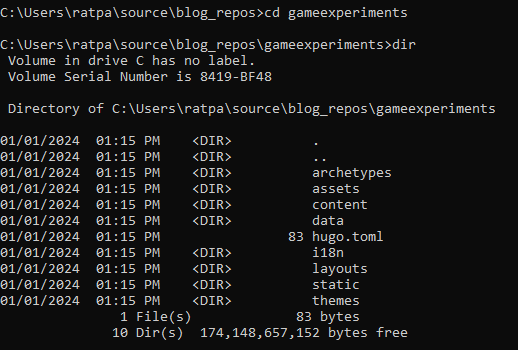 C:\Users\ratpa\source\blog_repos>cd gameexperiments
C:\Users\ratpa\source\blog_repos\gameexperiments>dir
 Volume in drive C has no label.
 Volume Serial Number is 8419-BF48
 Directory of C:\Users\ratpa\source\blog_repos\gameexperiments
01/01/2024  01:15 PM    <DIR>          .
01/01/2024  01:15 PM    <DIR>          ..
01/01/2024  01:15 PM    <DIR>          archetypes
01/01/2024  01:15 PM    <DIR>          assets
01/01/2024  01:15 PM    <DIR>          content
01/01/2024  01:15 PM    <DIR>          data
01/01/2024  01:15 PM                83 hugo.toml
01/01/2024  01:15 PM    <DIR>          i18n
01/01/2024  01:15 PM    <DIR>          layouts
01/01/2024  01:15 PM    <DIR>          static
01/01/2024  01:15 PM    <DIR>          themes
               1 File(s)             83 bytes
              10 Dir(s)  174,148,657,152 bytes free